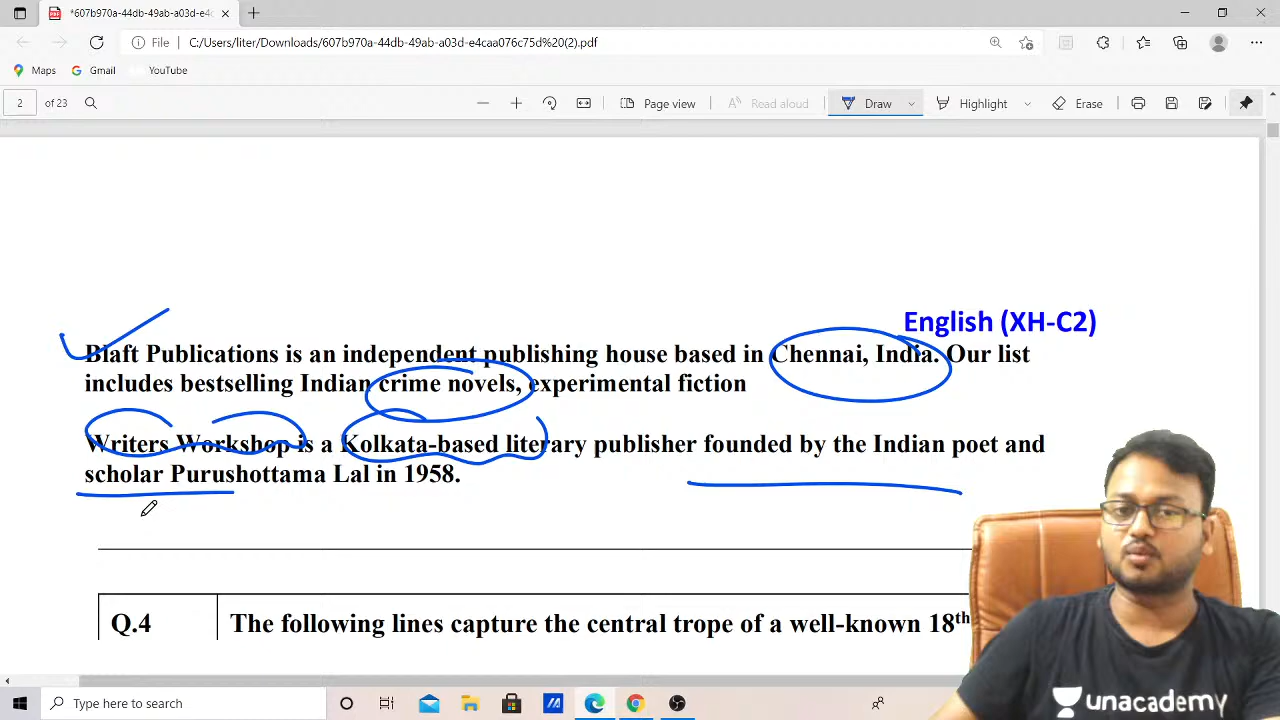 *607b970a-44db-49ab-a03d-e4c
File
C:/Users/liter/Downloads/607b970a-44db-49ab-a03d-e4caa076c75d%20(2).pdf
Maps
Gmail
YouTube
2 of 23
Page view
Read aloud
Draw
Highlight
Erase
English (XH-C2)
Blaft Publications is an independent publishing house based in Chennai, India. Our list
includes bestselling Indian crime novels, experimental fiction
Writers Workshop is a Kolkata-based literary publisher founded by the Indian poet and
scholar Purushottama Lal in 1958.
Q.4 The following lines capture the central trope of a well-known 18th
unacademy
Type here to search